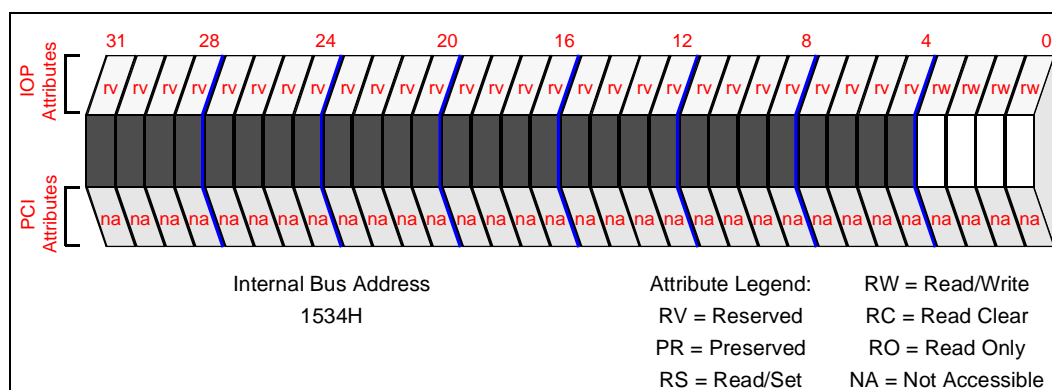 31 28 24 20 16 12 8 4 0
IOP
Attributes
rv rv rv rv rv rv rv rv rv rv rv rv rv rv rv rv rv rv rv rv rv rv rv rv rv rv rv rv rw rw rw rw
PCI
Attributes
na na na na na na na na na na na na na na na na na na na na na na na na na na na na na na na na
Internal Bus Address
1534H
Attribute Legend:
RV = Reserved
PR = Preserved
RS = Read/Set
RW = Read/Write
RC = Read Clear
RO = Read Only
NA = Not Accessible